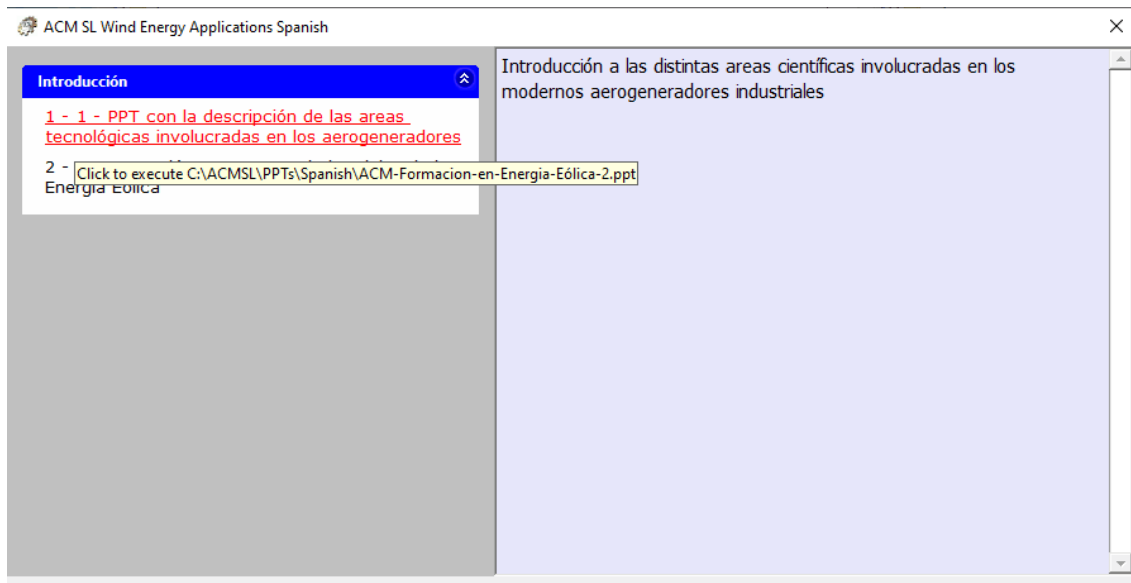 ACM SL Wind Energy Applications Spanish
Introducción
1 - 1 - PPT con la descripción de las areas
tecnológicas involucradas en los aerogeneradores
2 -
Click to execute C:\ACMSL\PPTs\Spanish\ACM-Formacion-en-Energia-Eólica-2.ppt
Energía Eólica
Introducción a las distintas areas científicas involucradas en los
modernos aerogeneradores industriales